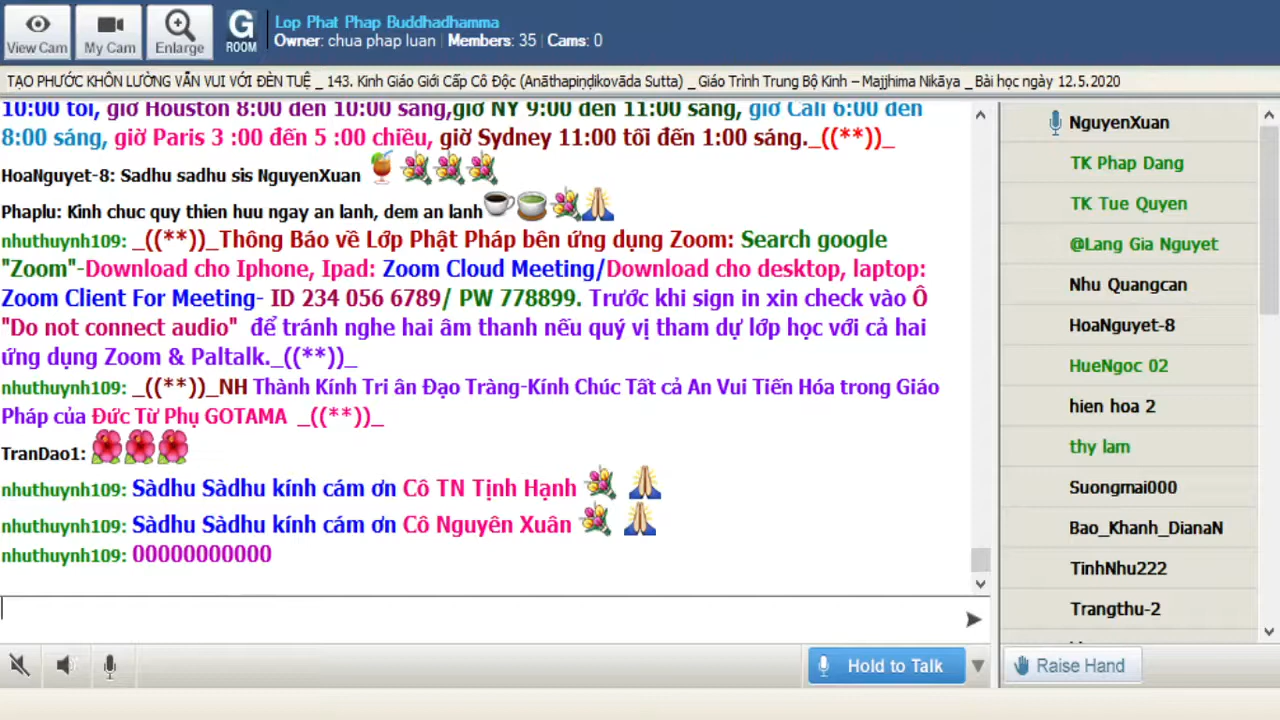 View Cam
My Cam
Enlarge
G
ROOM
Lop Phat Phap Buddhadhamma
Owner: chua phap luan | Members: 35 | Cams: 0
TẠO PHƯỚC KHÔN LƯỜNG VẪN VUI VỚI ĐÈN TUỆ _ 143. Kinh Giáo Giới Cấp Cô Độc (Anāthapiṇḍikovāda Sutta) _ Giáo Trình Trung Bộ Kinh – Majjhima Nikāya _ Bài học ngày 12.5.2020
10:00 tối, giờ Houston 8:00 đến 10:00 sáng,giờ NY 9:00 đến 11:00 sáng, giờ Cali 6:00 đến
8:00 sáng, giờ Paris 3 :00 đến 5 :00 chiều, giờ Sydney 11:00 tối đến 1:00 sáng._((**))_
HoaNguyet-8: Sadhu sadhu sis NguyenXuan
Phaplu: Kinh chuc quy thien huu ngay an lanh, dem an lanh
nhuthuynh109: _((**))_Thông Báo về Lớp Phật Pháp bên ứng dụng Zoom: Search google
"Zoom"-Download cho Iphone, Ipad: Zoom Cloud Meeting/Download cho desktop, laptop:
Zoom Client For Meeting- ID 234 056 6789/ PW 778899. Trước khi sign in xin check vào Ô
"Do not connect audio" để tránh nghe hai âm thanh nếu quý vị tham dự lớp học với cả hai
ứng dụng Zoom & Paltalk._((**))_
nhuthuynh109: _((**))_NH Thành Kính Tri ân Đạo Tràng-Kính Chúc Tất cả An Vui Tiến Hóa trong Giáo
Pháp của Đức Từ Phụ GOTAMA _((**))_
TranDao1:
nhuthuynh109: Sàdhu Sàdhu kính cám ơn Cô TN Tịnh Hạnh
nhuthuynh109: Sàdhu Sàdhu kính cám ơn Cô Nguyên Xuân
nhuthuynh109: 00000000000
NguyenXuan
TK Phap Dang
TK Tue Quyen
@Lang Gia Nguyet
Nhu Quangcan
HoaNguyet-8
HueNgoc 02
hien hoa 2
thy lam
Suongmai000
Bao_Khanh_DianaN
TinhNhu222
Trangthu-2
Hold to Talk
Raise Hand